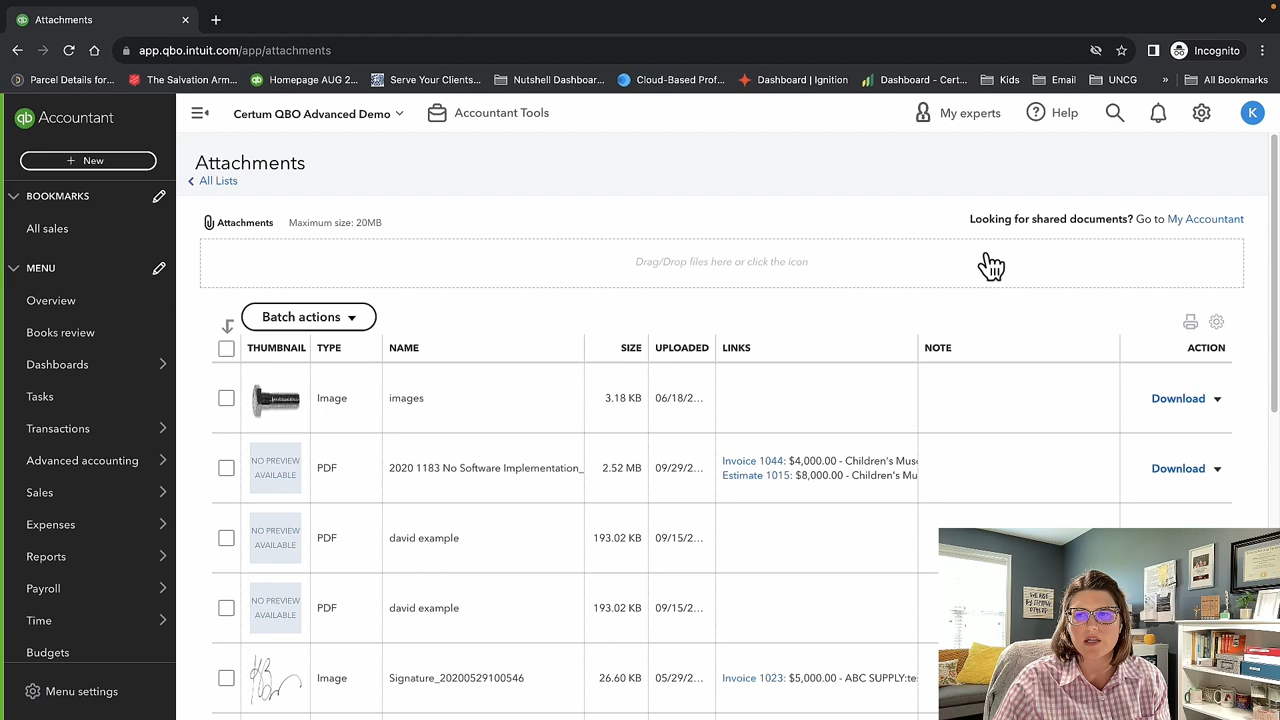 Attachments
app.qbo.intuit.com/app/attachments
Incognito
Parcel Details for...
The Salvation Arm...
Homepage AUG 2...
Serve Your Clients...
Nutshell Dashboar...
Cloud-Based Prof...
Dashboard | Ignition
Dashboard - Cert...
Kids
Email
UNCG
»
All Bookmarks
qb Accountant
Certum QBO Advanced Demo
Accountant Tools
My experts
Help
K
+ New
BOOKMARKS
All sales
MENU
Overview
Books review
Dashboards
Tasks
Transactions
Advanced accounting
Sales
Expenses
Reports
Payroll
Time
Budgets
Menu settings
Attachments
All Lists
Attachments Maximum size: 20MB
Looking for shared documents? Go to My Account
Drag/Drop files here or click the icon
Batch actions
THUMBNAIL TYPE NAME SIZE UPLOADED LINKS NOTE ACTION
Image images 3.18 KB 06/18/2... Download
NO PREVIEW AVAILABLE PDF 2020 1183 No Software Implementation_ 2.52 MB 09/29/2... Invoice 1044: $4,000.00 - Children's Muse Download
Estimate 1015: $8,000.00 - Children's Mu
NO PREVIEW AVAILABLE PDF david example 193.02 KB 09/15/2...
NO PREVIEW AVAILABLE PDF david example 193.02 KB 09/15/2...
Image Signature_20200529100546 26.60 KB 05/29/2... Invoice 1023: $5,000.00 - ABC SUPPLY:te